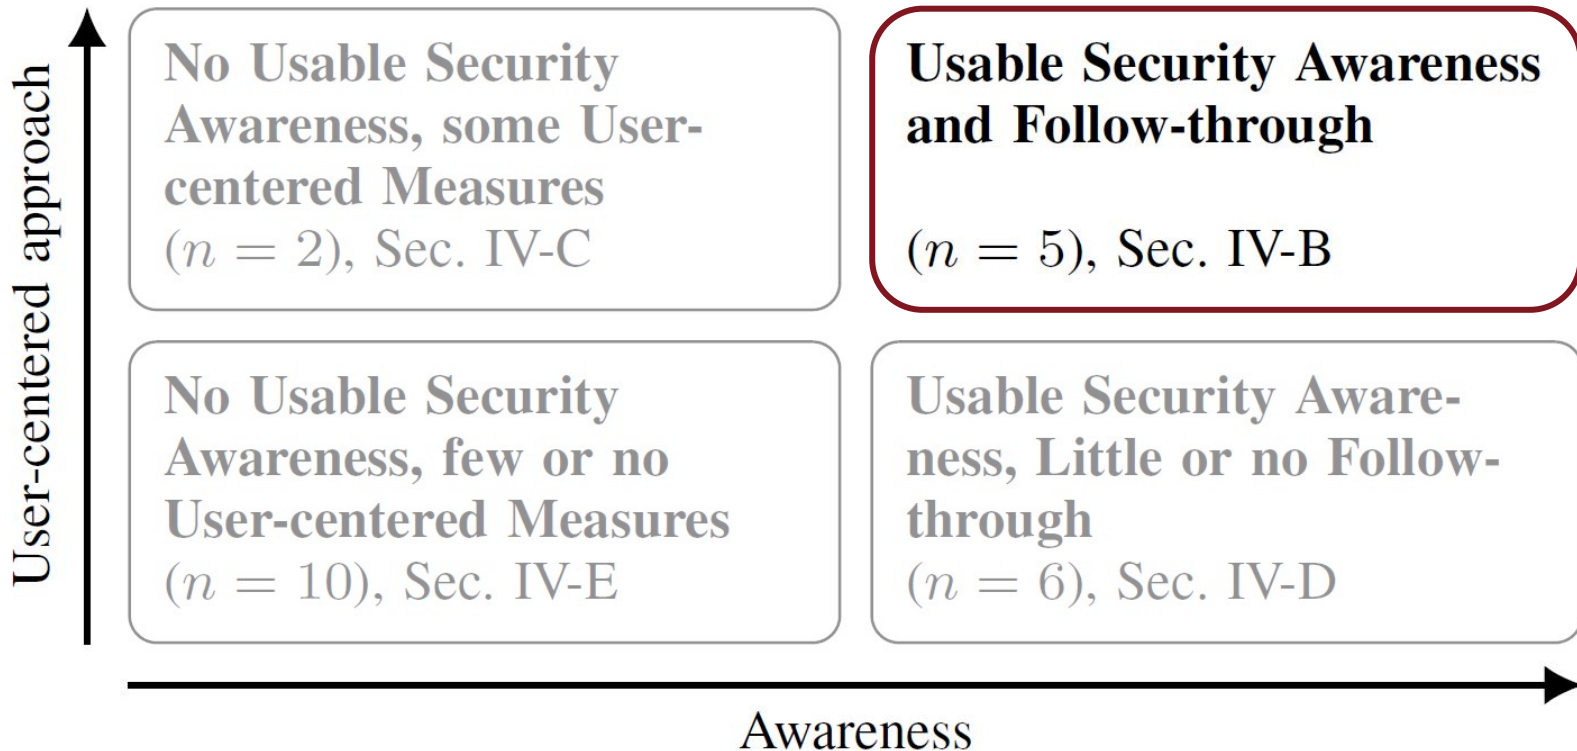 User-centered approach
No Usable Security
Awareness, some User-
centered Measures
(n = 2), Sec. IV-C
Usable Security Awareness
and Follow-through
(n = 5), Sec. IV-B
No Usable Security
Awareness, few or no
User-centered Measures
(n = 10), Sec. IV-E
Usable Security Aware-
ness, Little or no Follow-
through
(n = 6), Sec. IV-D
Awareness